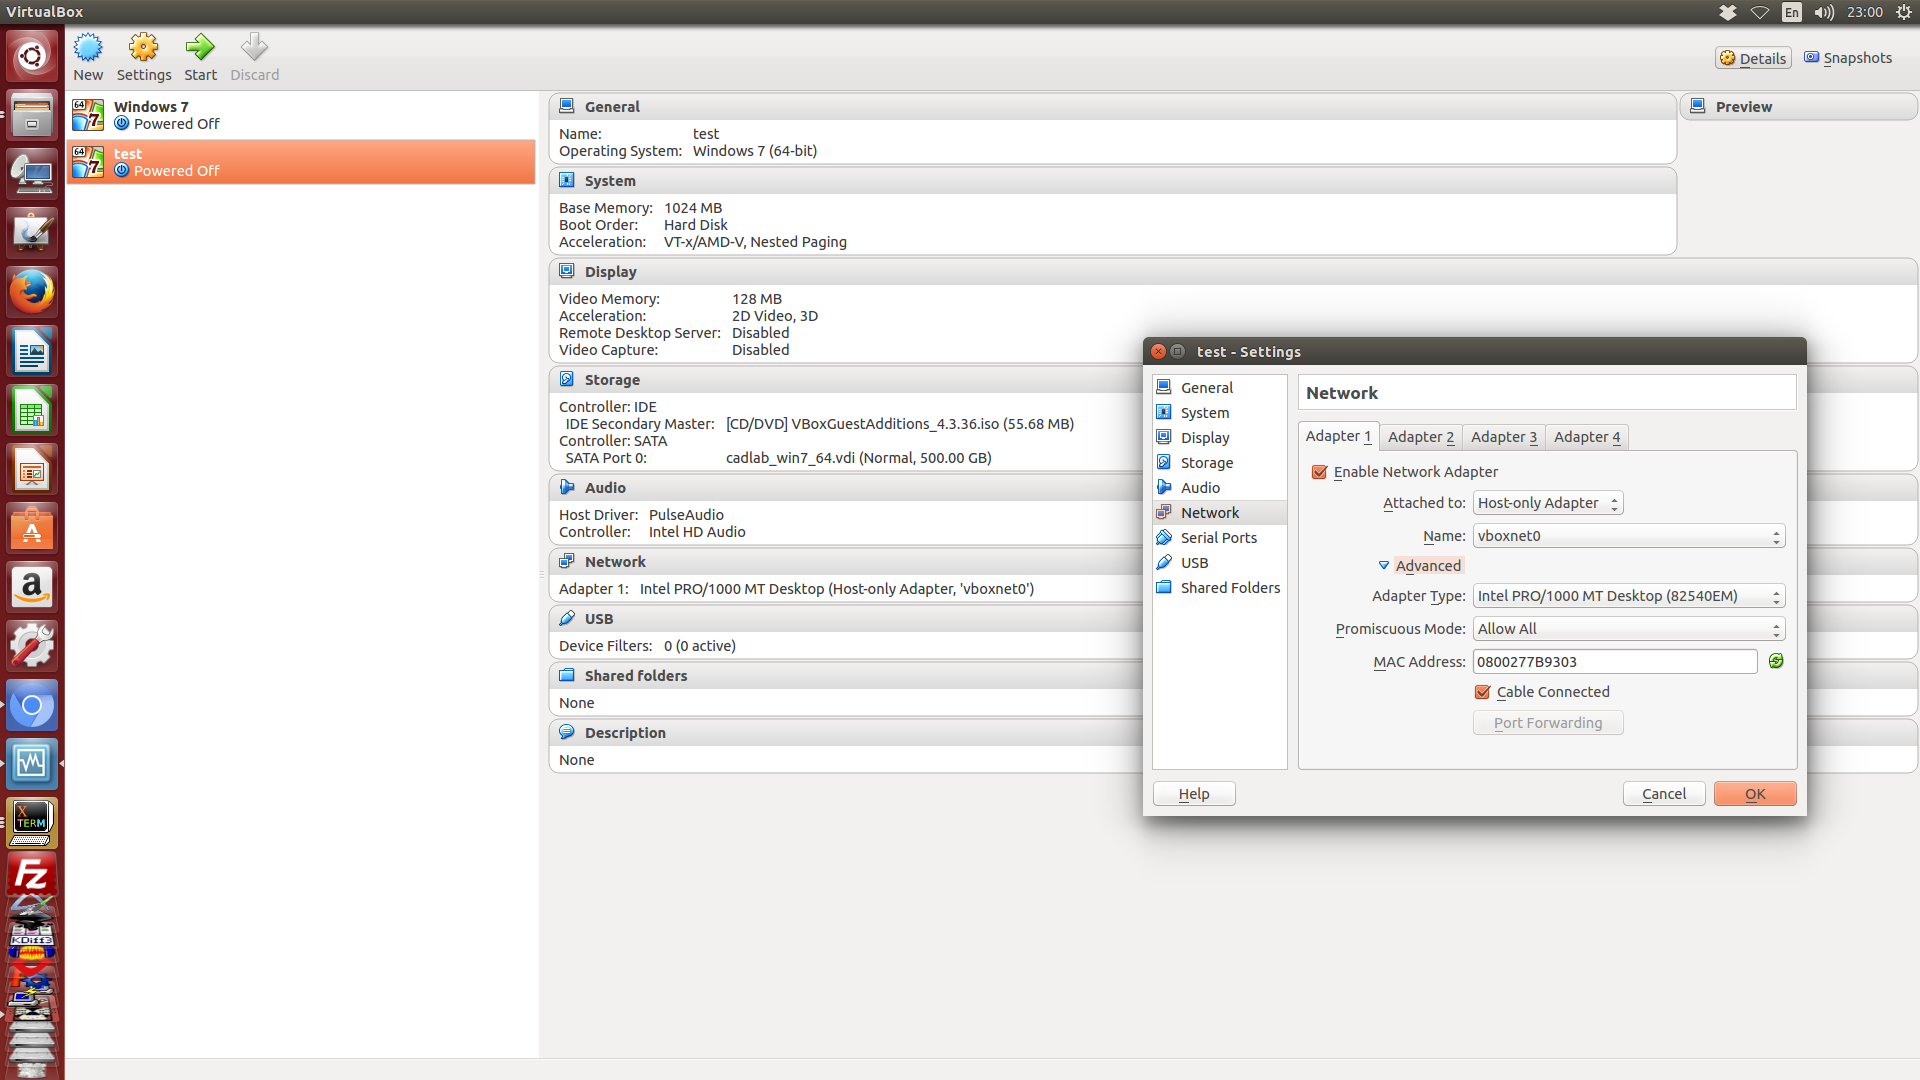 VirtualBox
En
23:00
New
Settings
Start
Discard
Details
Snapshots
64
7
Windows 7
Powered Off
64
7
test
Powered Off
General
Name: test
Operating System: Windows 7 (64-bit)
Preview
System
Base Memory: 1024 MB
Boot Order: Hard Disk
Acceleration: VT-x/AMD-V, Nested Paging
Display
Video Memory: 128 MB
Acceleration: 2D Video, 3D
Remote Desktop Server: Disabled
Video Capture: Disabled
Storage
Controller: IDE
IDE Secondary Master: [CD/DVD] VBoxGuestAdditions_4.3.36.iso (55.68 MB)
Controller: SATA
SATA Port 0: cadlab_win7_64.vdi (Normal, 500.00 GB)
Audio
Host Driver: PulseAudio
Controller: Intel HD Audio
Network
Adapter 1: Intel PRO/1000 MT Desktop (Host-only Adapter, 'vboxnet0')
USB
Device Filters: 0 (0 active)
Shared folders
None
Description
None
test - Settings
General
System
Display
Storage
Audio
Network
Serial Ports
USB
Shared Folders
Network
Adapter 1
Adapter 2
Adapter 3
Adapter 4
Enable Network Adapter
Attached to: Host-only Adapter
Name: vboxnet0
Advanced
Adapter Type: Intel PRO/1000 MT Desktop (82540EM)
Promiscuous Mode: Allow All
MAC Address: 0800277B9303
Cable Connected
Port Forwarding
Help
Cancel
OK
A
a
X
TERM
FZ
KDiff3